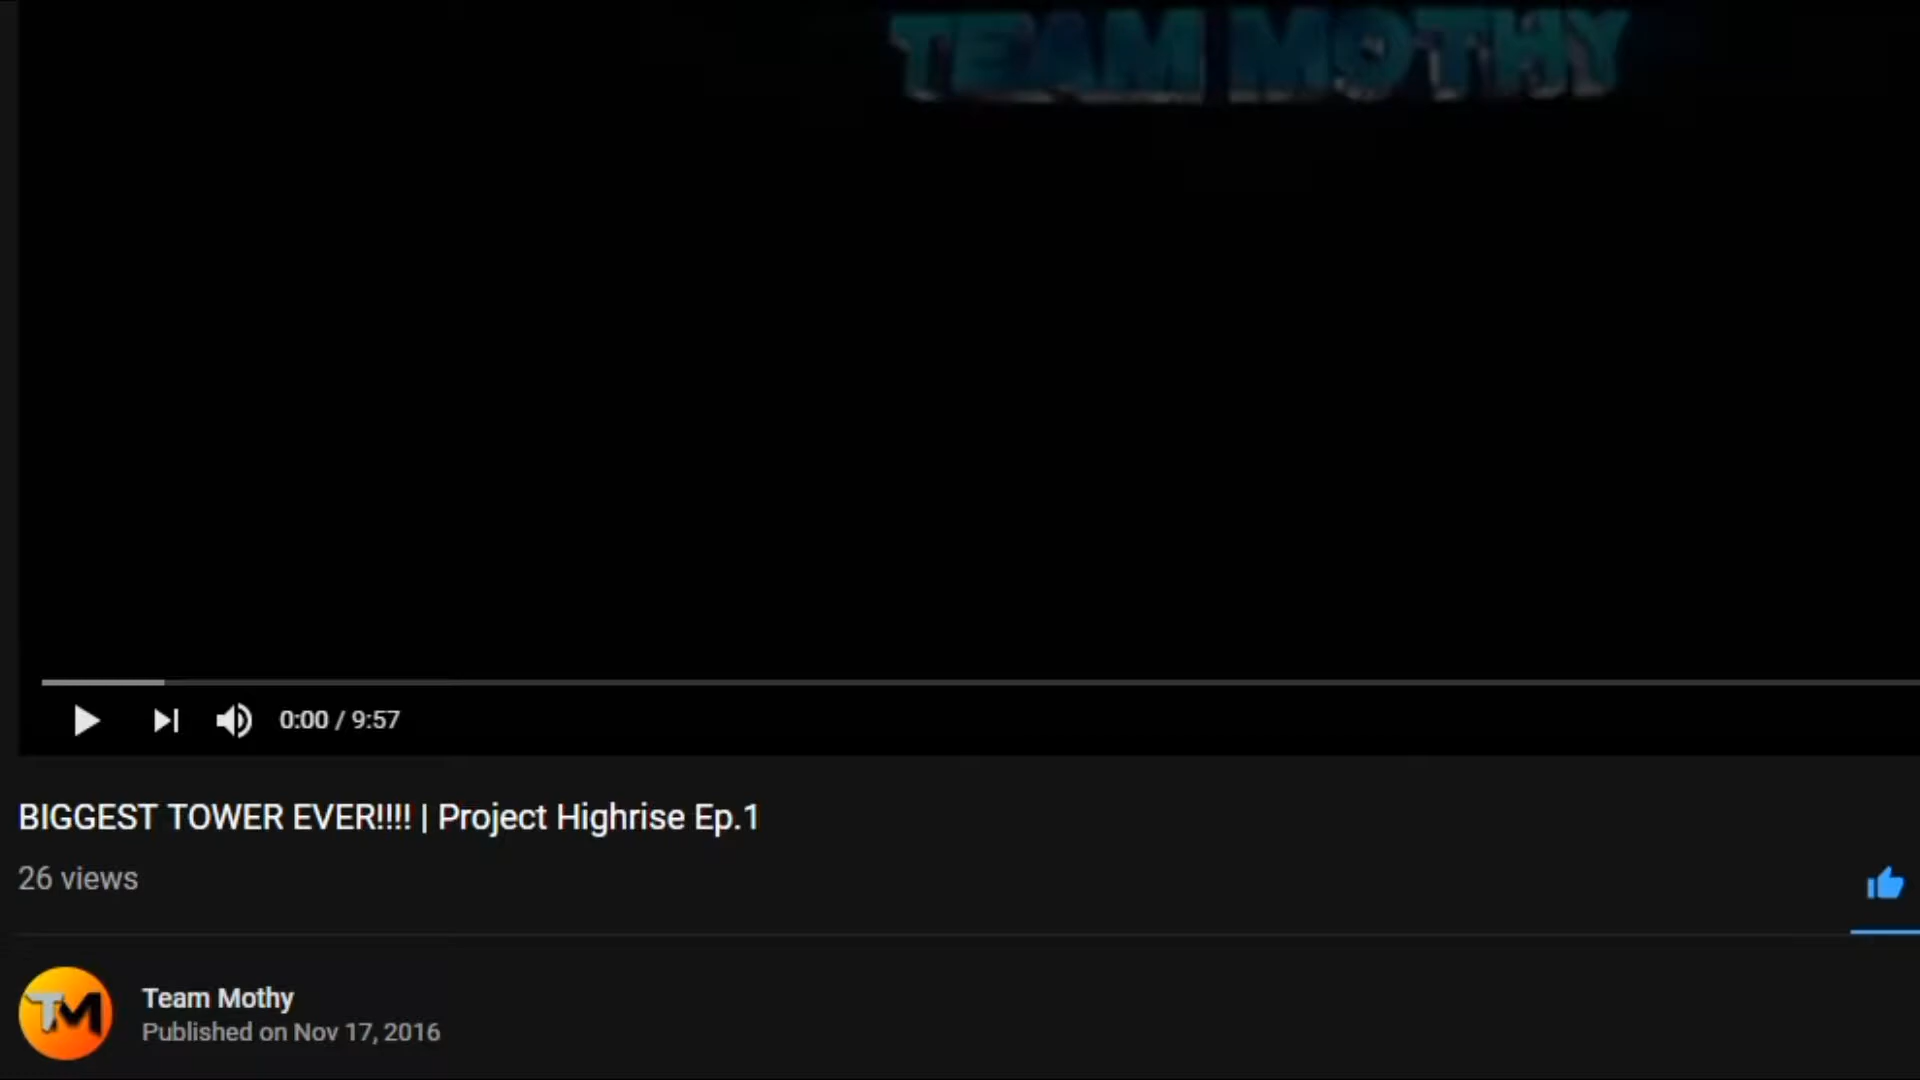 TEAM MOTHY
0:00 / 9:57
BIGGEST TOWER EVER!!!! | Project Highrise Ep.1
26 views
TM
Team Mothy
Published on Nov 17, 2016